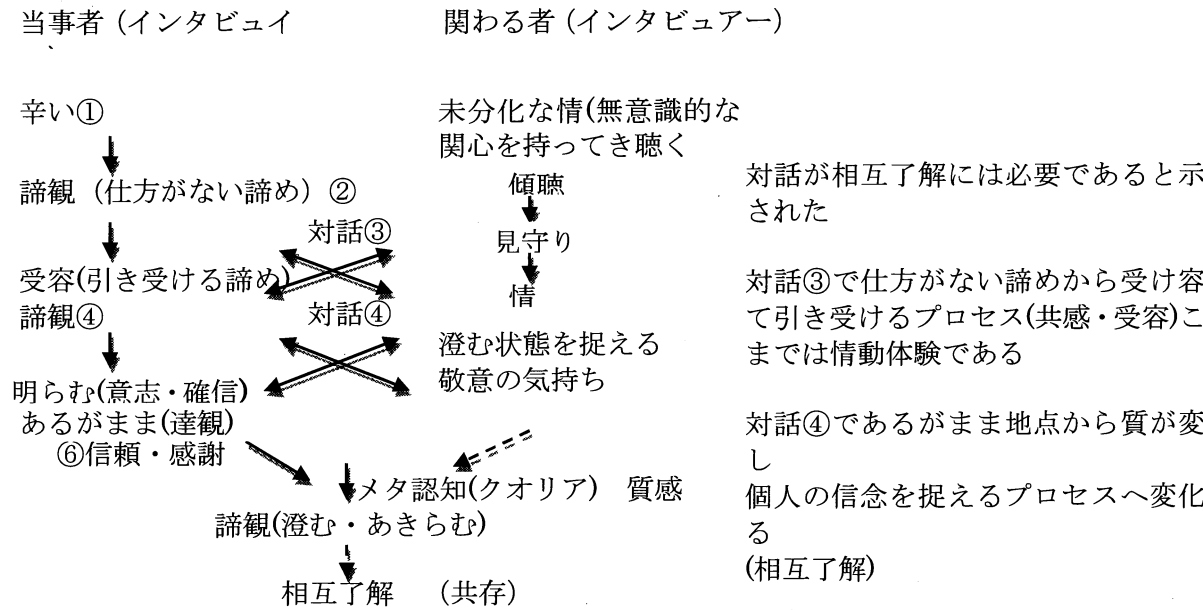 当事者（インタビュイ
関わる者（インタビュアー）
辛い①
諦観（仕方がない諦め）②
対話③
受容(引き受ける諦め)
諦観④
対話④
明らむ(意志・確信)
あるがまま(達観)
⑥信頼・感謝
未分化な情(無意識的な
関心を持ってき聴く
傾聴
見守り
情
澄む状態を捉える
敬意の気持ち
メタ認知(クオリア)　質感
諦観(澄む・あきらむ)
相互了解　（共存）
対話が相互了解には必要であると示
された
対話③で仕方がない諦めから受け容
て引き受けるプロセス(共感・受容)こ
までは情動体験である
対話④であるがまま地点から質が変
し
個人の信念を捉えるプロセスへ変化
る
(相互了解)